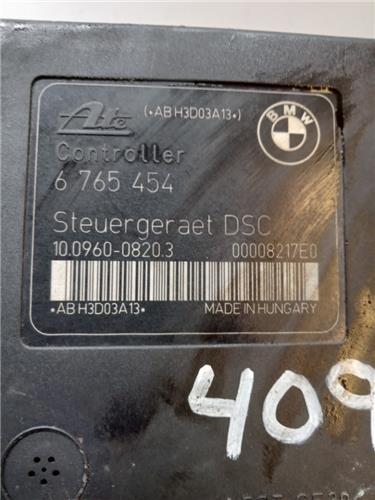 Ate
(*AB H3D03A13*)
BMW
Controller
6 765 454
Steuergeraet DSC
10.0960-0820.3 00008217E0
*AB H3D03A13*
MADE IN HUNGARY
409